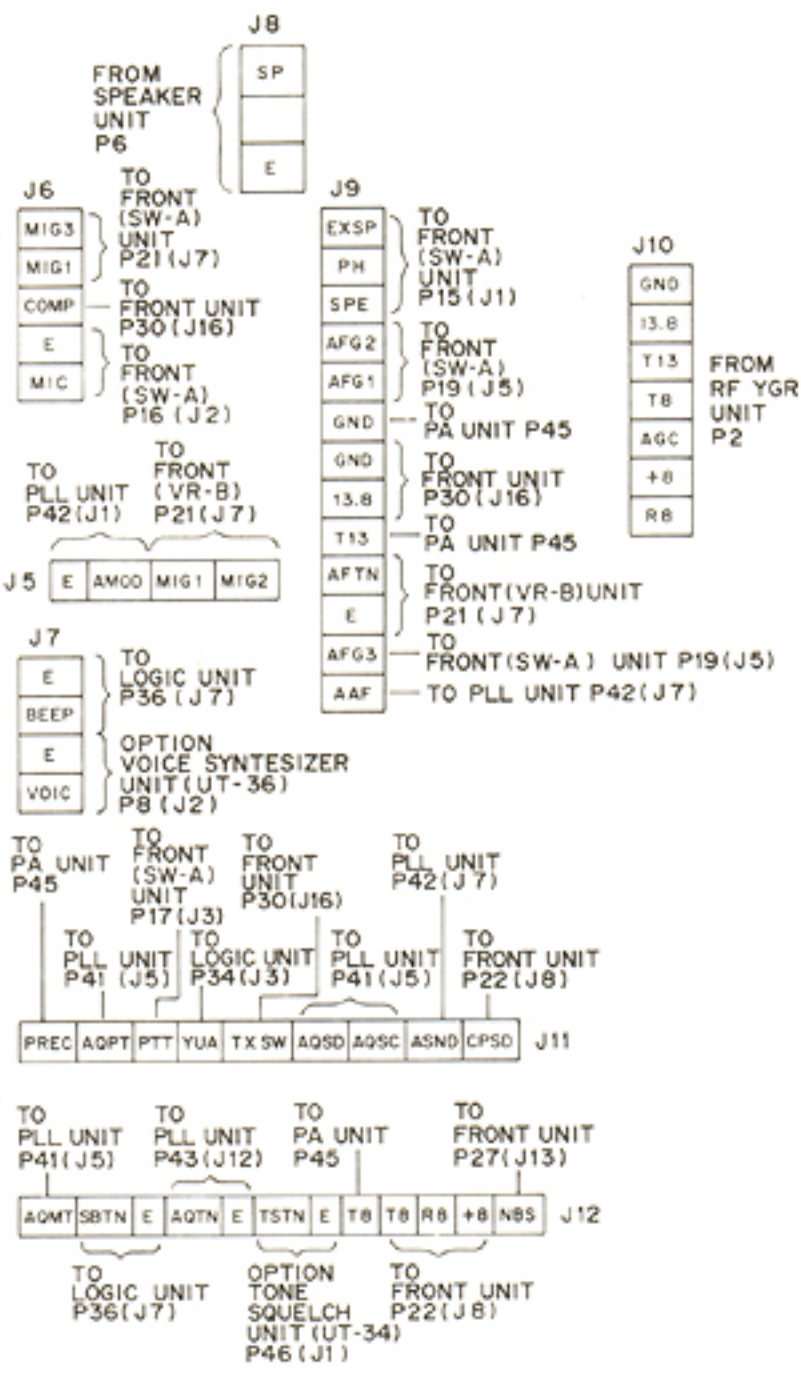 J8
FROM
SPEAKER
UNIT
P6
SP
E
J6
MIG3
MIG1
COMP
E
MIC
TO
FRONT
(SW-A)
UNIT
P21(J7)
TO
FRONT UNIT
P30(J16)
TO
FRONT
(SW-A)
P16 (J2)
J9
EXSP
PH
SPE
AFG2
AFG1
GND
GND
13.8
T13
AFTN
E
AFG3
AAF
TO
FRONT
(SW-A)
UNIT
P15(J1)
TO
FRONT
(SW-A)
P19(J5)
TO
PA UNIT P45
TO
FRONT UNIT
P30(J16)
TO
PA UNIT P45
TO
FRONT(VR-B)UNIT
P21(J7)
TO
FRONT(SW-A) UNIT P19(J5)
TO PLL UNIT P42(J7)
J10
GND
13.8
T13
T8
AGC
+8
R8
FROM
RF YGR
UNIT
P2
TO
PLL UNIT
P42(J1)
TO
FRONT
(VR-B)
P21(J7)
J5 E AMOD MIG1 MIG2
J7
E
BEEP
E
VOIC
TO
LOGIC UNIT
P36(J7)
OPTION
VOICE SYNTESIZER
UNIT(UT-36)
P8(J2)
TO
PA UNIT
P45
TO
FRONT
(SW-A)
UNIT
P17(J3)
TO
FRONT
UNIT
P30(J16)
TO
PLL UNIT
P42(J7)
TO
PLL UNIT
P41 (J5)
TO
LOGIC UNIT
P34(J3)
TO
PLL UNIT
P41(J5)
TO
FRONT UNIT
P22(J8)
PREC AQPT PTT YUA TX SW AQSD AQSC ASND CPSD J11
TO
PLL UNIT
P41(J5)
TO
PLL UNIT
P43(J12)
TO
PA UNIT
P45
TO
FRONT UNIT
P27(J13)
AQMT SBTN E AQTN E TSTN E T8 T8 R8 +8 NBS J12
TO
LOGIC UNIT
P36(J7)
OPTION
TONE
SQUELCH
UNIT(UT-34)
P46(J1)
TO
FRONT UNIT
P22(J8)